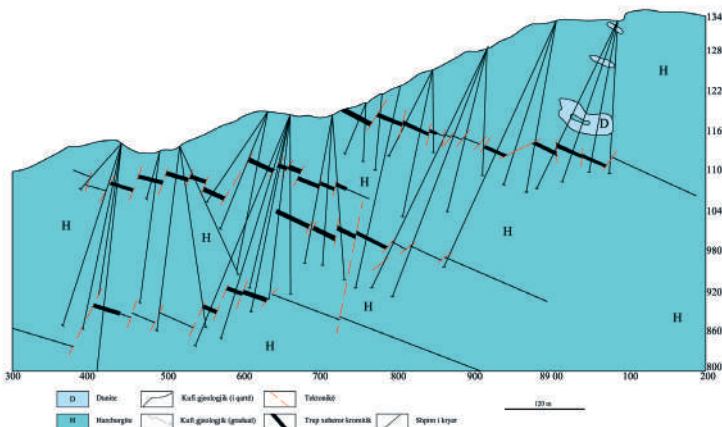 134
128
D
H
122
116
H
110
H
H
H
104
980
H
920
H
860
H
800
300 400 500 600 700 800 900 89 00 100 200
D Dunite Kufi gjeologjik (i qartë) Tektonikë
H Harzburgite Kufi gjeologjik (gradual) Trup xeheror kromitik Shpim i kryer
120 m